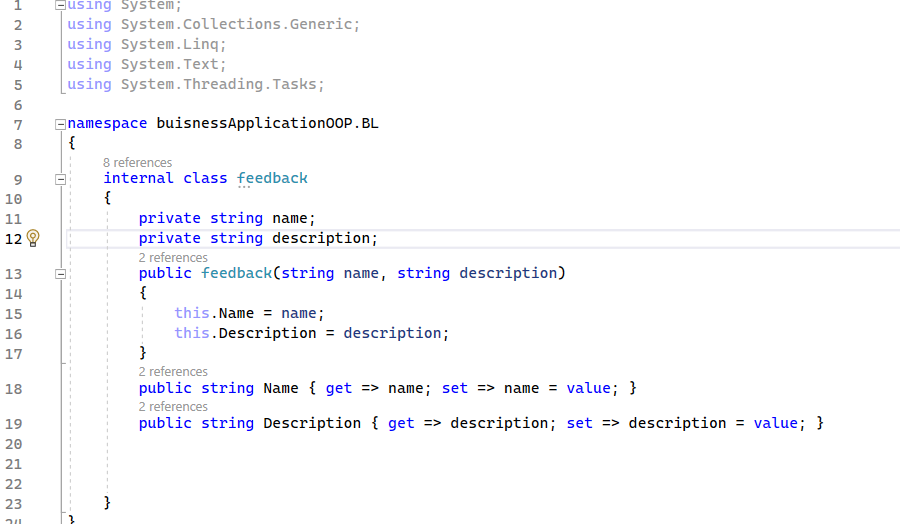 1 using System;
2 using System.Collections.Generic;
3 using System.Linq;
4 using System.Text;
5 using System.Threading.Tasks;
6
7 namespace buisnessApplicationOOP.BL
8 {
8 references
9 internal class feedback
10 {
11 private string name;
12 private string description;
2 references
13 public feedback(string name, string description)
14 {
15 this.Name = name;
16 this.Description = description;
17 }
2 references
18 public string Name { get => name; set => name = value; }
2 references
19 public string Description { get => description; set => description = value; }
20
21
22
23 }
24 }